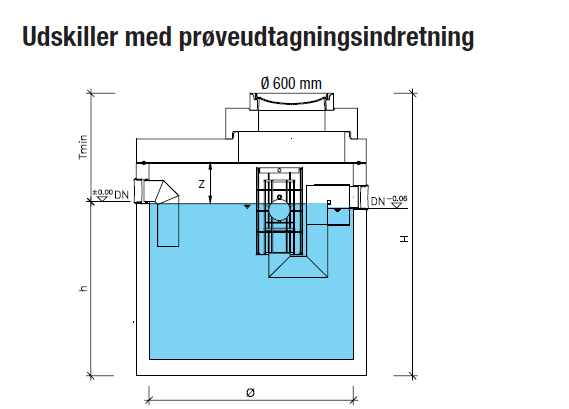 Udskiller med prøveudtagningsindretning
Ø 600 mm
Tmin
Z
±0.00 DN
DN -0.06
H
h
Ø